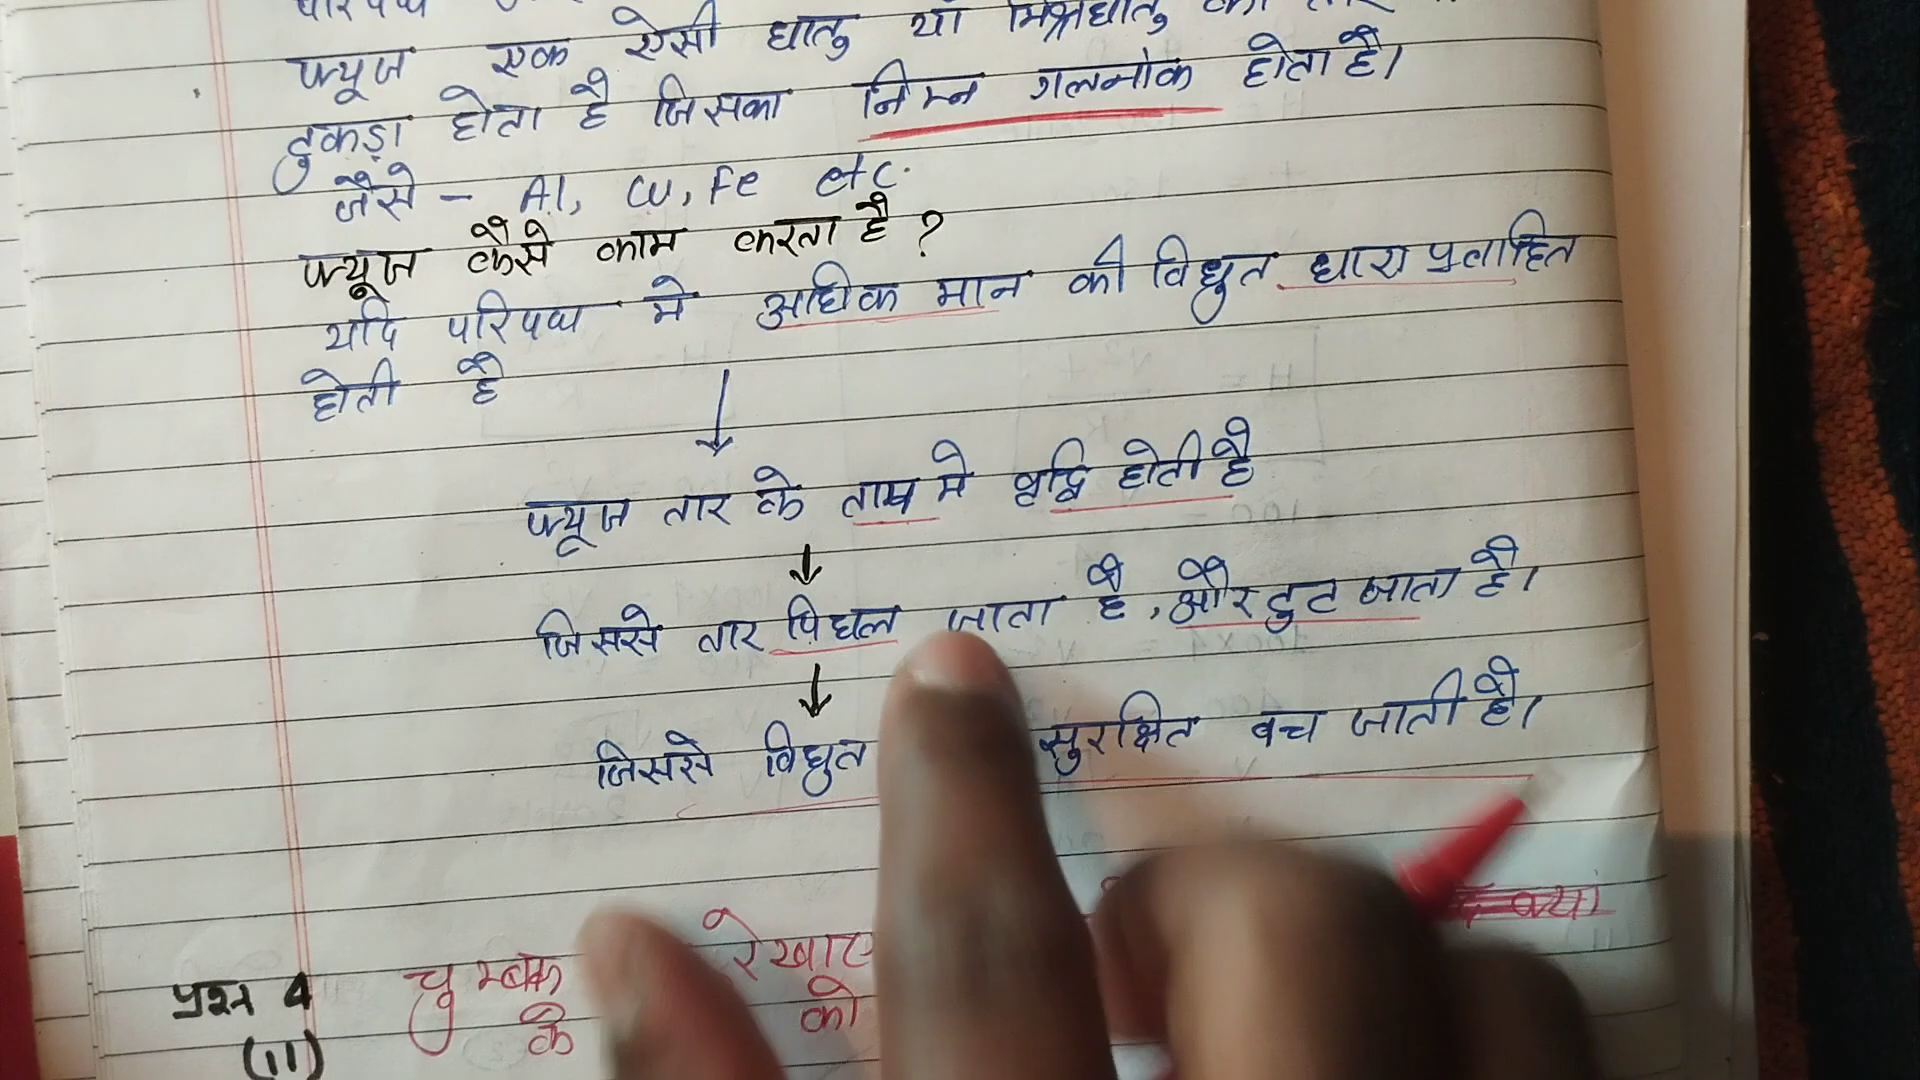 फ्यूज एक ऐसी धातु या मिश्रधातु का तार
टुकड़ा होता है जिसका निम्न गलनांक होता है।
जैसे - Al, Cu, Fe etc.
फ्यूज कैसे काम करता है ?
यदि परिपथ मे अधिक मान की विधुत धारा प्रवाहित
होती है
↓
फ्यूज तार के ताप मे वृद्धि होती है
↓
जिससे तार पिघल जाता है, और टुट जाता है।
↓
जिससे विधुत सुरक्षित बच जाती है।
प्रश्न 4 चुम्बक रेखाए
(ii) के को